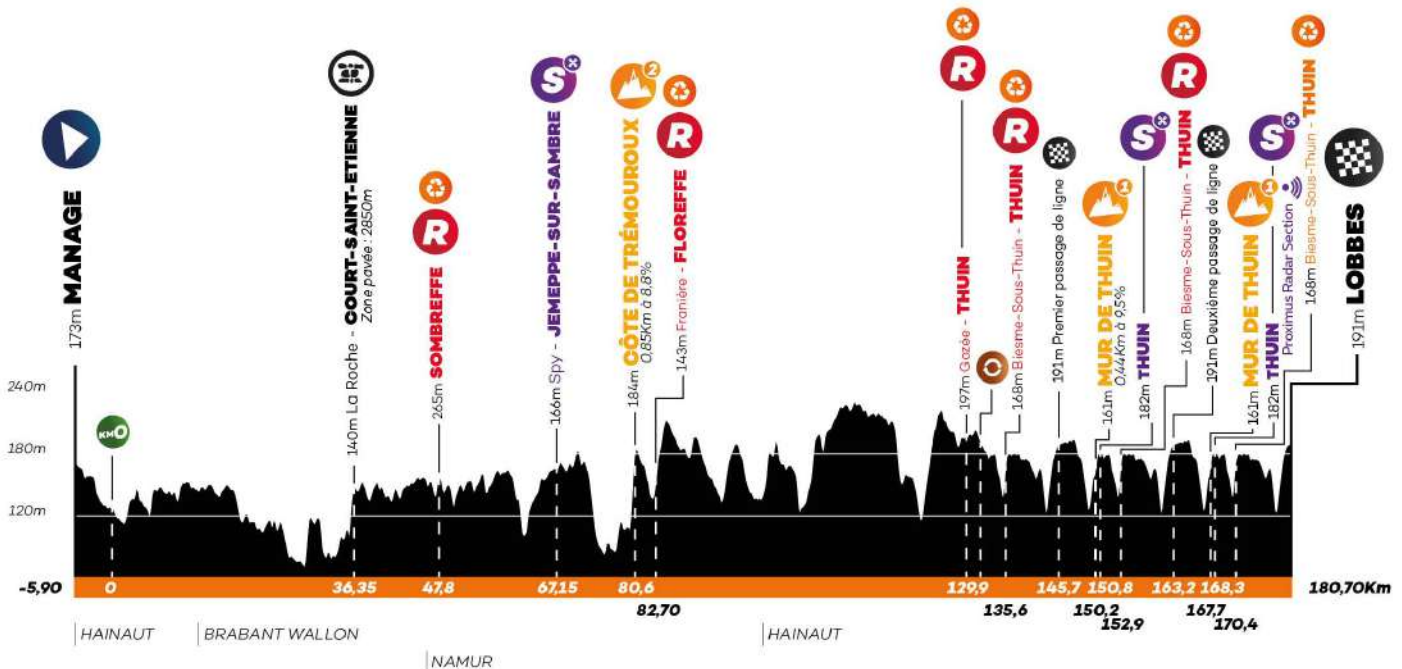 173m MANAGE
KM0
140m La Roche - COURT-SAINT-ETIENNE
Zone pavée : 2850m
R
265m SOMBREFFE
S
166m Spy - JEMEPPE-SUR-SAMBRE
2
184m CÔTE DE TRÉMOUROUX
0,85Km à 8,8%
R
143m Franière - FLOREFFE
R
197m Gozée - THUIN
R
168m Biesme-Sous-Thuin - THUIN
191m Premier passage de ligne
1
161m MUR DE THUIN
0,44Km à 9,5%
S
182m THUIN
R
168m Biesme-Sous-Thuin - THUIN
191m Deuxième passage de ligne
1
161m MUR DE THUIN
S
182m THUIN
Proximus Radar Section
168m Biesme-Sous-Thuin - THUIN
191m LOBBES
240m
180m
120m
-5,90 0 36,35 47,8 67,15 80,6 129,9 145,7 150,8 163,2 168,3 180,70Km
82,70 135,6 150,2 167,7
152,9 170,4
HAINAUT BRABANT WALLON HAINAUT
NAMUR